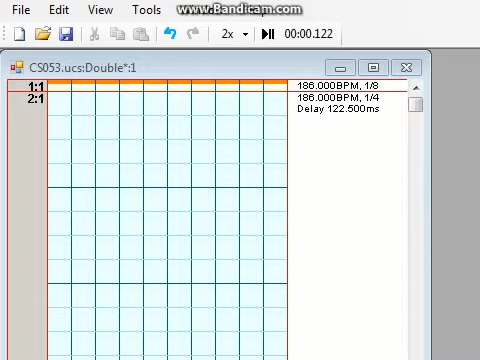 File Edit View Tools www.Bandicam.com
2x 00:00.122
CS053.ucs:Double*:1
1:1 186.000BPM, 1/8
2:1 186.000BPM, 1/4
Delay 122.500ms